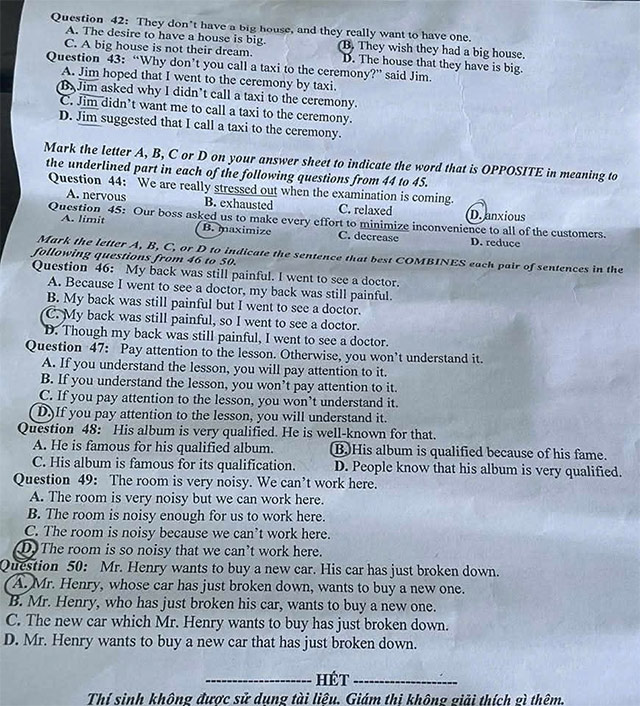 Question 42: They don't have a big house, and they really want to have one.
A. The desire to have a house is big. B. They wish they had a big house.
C. A big house is not their dream. D. The house that they have is big.
Question 43: "Why don't you call a taxi to the ceremony?" said Jim.
A. Jim hoped that I went to the ceremony by taxi.
B. Jim asked why I didn't call a taxi to the ceremony.
C. Jim didn't want me to call a taxi to the ceremony.
D. Jim suggested that I call a taxi to the ceremony.
Mark the letter A, B, C or D on your answer sheet to indicate the word that is OPPOSITE in meaning to
the underlined part in each of the following questions from 44 to 45.
Question 44: We are really stressed out when the examination is coming.
A. nervous B. exhausted C. relaxed D. anxious
Question 45: Our boss asked us to make every effort to minimize inconvenience to all of the customers.
A. limit B. maximize C. decrease D. reduce
Mark the letter A, B, C, or D to indicate the sentence that best COMBINES each pair of sentences in the
following questions from 46 to 50.
Question 46: My back was still painful. I went to see a doctor.
A. Because I went to see a doctor, my back was still painful.
B. My back was still painful but I went to see a doctor.
C. My back was still painful, so I went to see a doctor.
D. Though my back was still painful, I went to see a doctor.
Question 47: Pay attention to the lesson. Otherwise, you won't understand it.
A. If you understand the lesson, you will pay attention to it.
B. If you understand the lesson, you won't pay attention to it.
C. If you pay attention to the lesson, you won't understand it.
D. If you pay attention to the lesson, you will understand it.
Question 48: His album is very qualified. He is well-known for that.
A. He is famous for his qualified album. B. His album is qualified because of his fame.
C. His album is famous for its qualification. D. People know that his album is very qualified.
Question 49: The room is very noisy. We can't work here.
A. The room is very noisy but we can work here.
B. The room is noisy enough for us to work here.
C. The room is noisy because we can't work here.
D. The room is so noisy that we can't work here.
Question 50: Mr. Henry wants to buy a new car. His car has just broken down.
A. Mr. Henry, whose car has just broken down, wants to buy a new one.
B. Mr. Henry, who has just broken his car, wants to buy a new one.
C. The new car which Mr. Henry wants to buy has just broken down.
D. Mr. Henry wants to buy a new car that has just broken down.
-------------------- HẾT --------------------
Thí sinh không được sử dụng tài liệu. Giám thị không giải thích gì thêm.